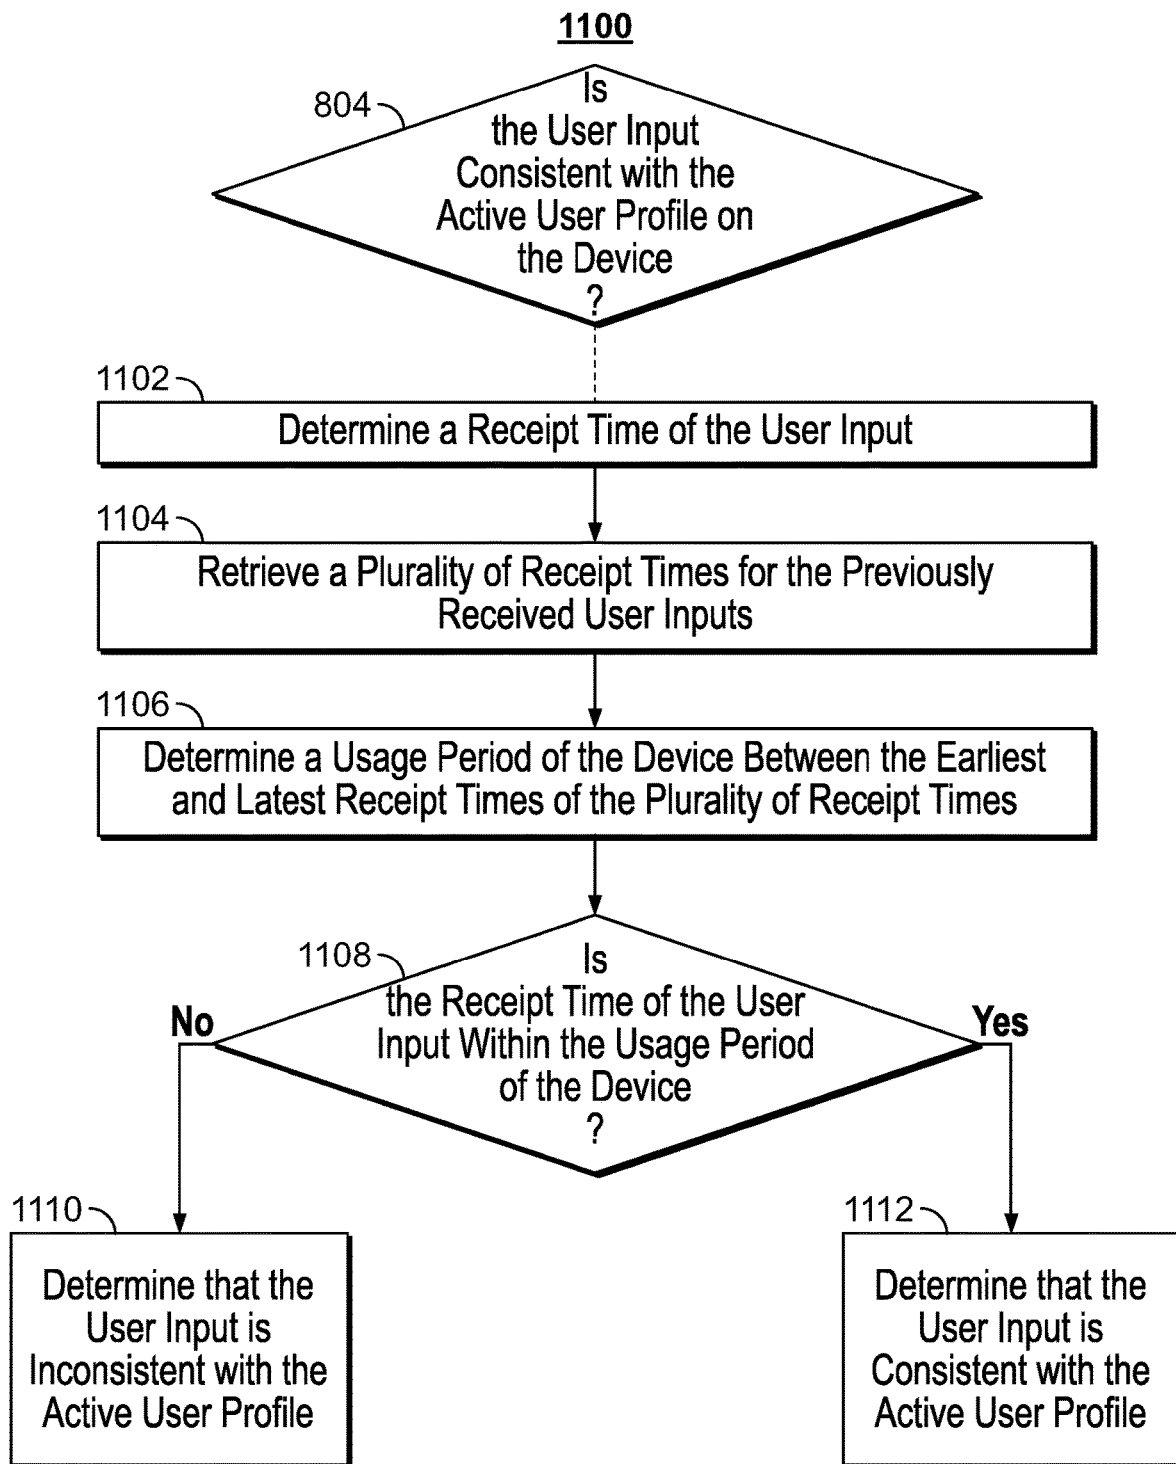 1100
804
Is
the User Input
Consistent with the
Active User Profile on
the Device
?
1102
Determine a Receipt Time of the User Input
1104
Retrieve a Plurality of Receipt Times for the Previously
Received User Inputs
1106
Determine a Usage Period of the Device Between the Earliest
and Latest Receipt Times of the Plurality of Receipt Times
1108
Is
the Receipt Time of the User
Input Within the Usage Period
of the Device
?
No
Yes
1110
Determine that the
User Input is
Inconsistent with the
Active User Profile
1112
Determine that the
User Input is
Consistent with the
Active User Profile